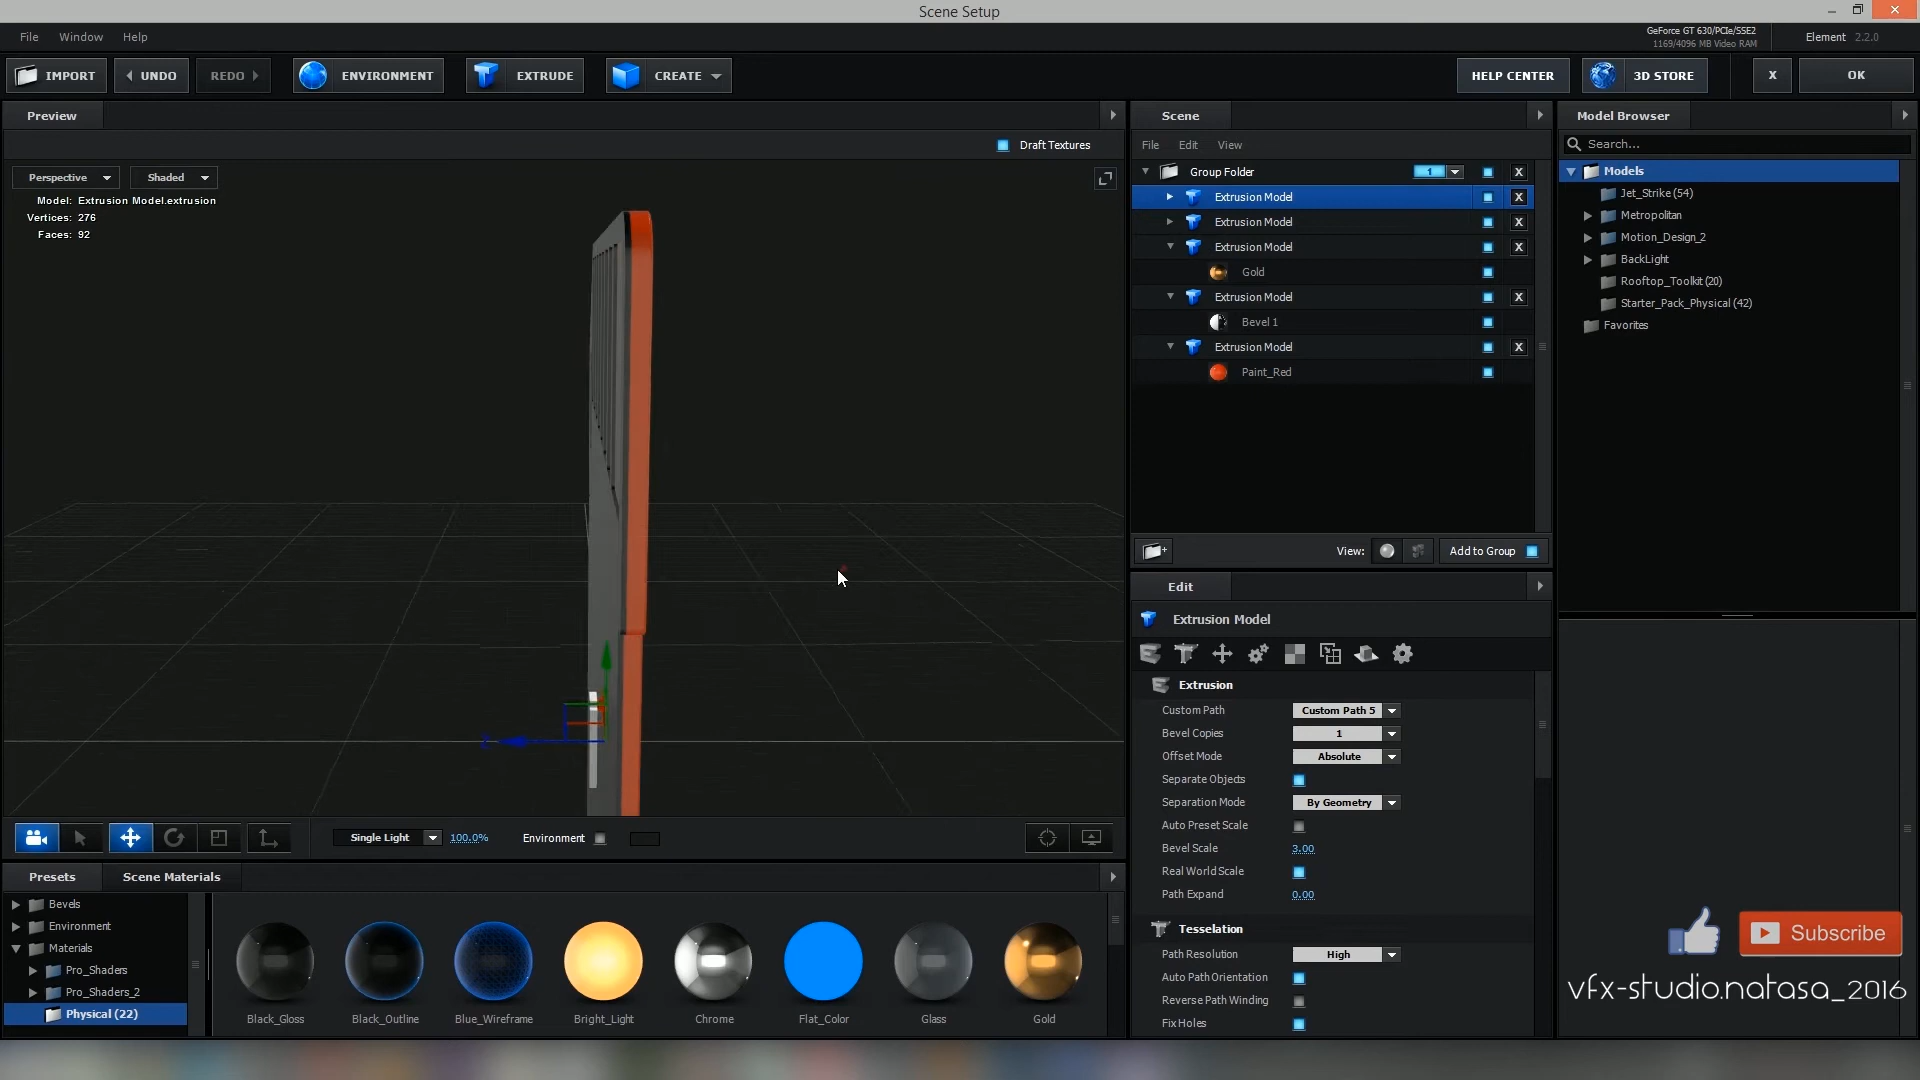 Scene Setup
File Window Help
GeForce GT 630/PCIe/SSE2
1169/4096 MB Video RAM
Element 2.2.0
IMPORT UNDO REDO ENVIRONMENT EXTRUDE CREATE HELP CENTER 3D STORE X OK
Preview
Draft Textures
Perspective Shaded
Model: Extrusion Model.extrusion
Vertices: 276
Faces: 92
Z
Single Light 100.0% Environment
Scene
File Edit View
Group Folder 1 X
Extrusion Model X
Extrusion Model X
Extrusion Model X
Gold
Extrusion Model X
Bevel 1
Extrusion Model X
Paint_Red
View: Add to Group
Edit
Extrusion Model
Extrusion
Custom Path Custom Path 5
Bevel Copies 1
Offset Mode Absolute
Separate Objects
Separation Mode By Geometry
Auto Preset Scale
Bevel Scale 3.00
Real World Scale
Path Expand 0.00
Tesselation
Path Resolution High
Auto Path Orientation
Reverse Path Winding
Fix Holes
Model Browser
Search...
Models
Jet_Strike (54)
Metropolitan
Motion_Design_2
BackLight
Rooftop_Toolkit (20)
Starter_Pack_Physical (42)
Favorites
Presets Scene Materials
Bevels
Environment
Materials
Pro_Shaders
Pro_Shaders_2
Physical (22)
Black_Gloss Black_Outline Blue_Wireframe Bright_Light Chrome Flat_Color Glass Gold
Subscribe
vfx-studio.natasa_2016